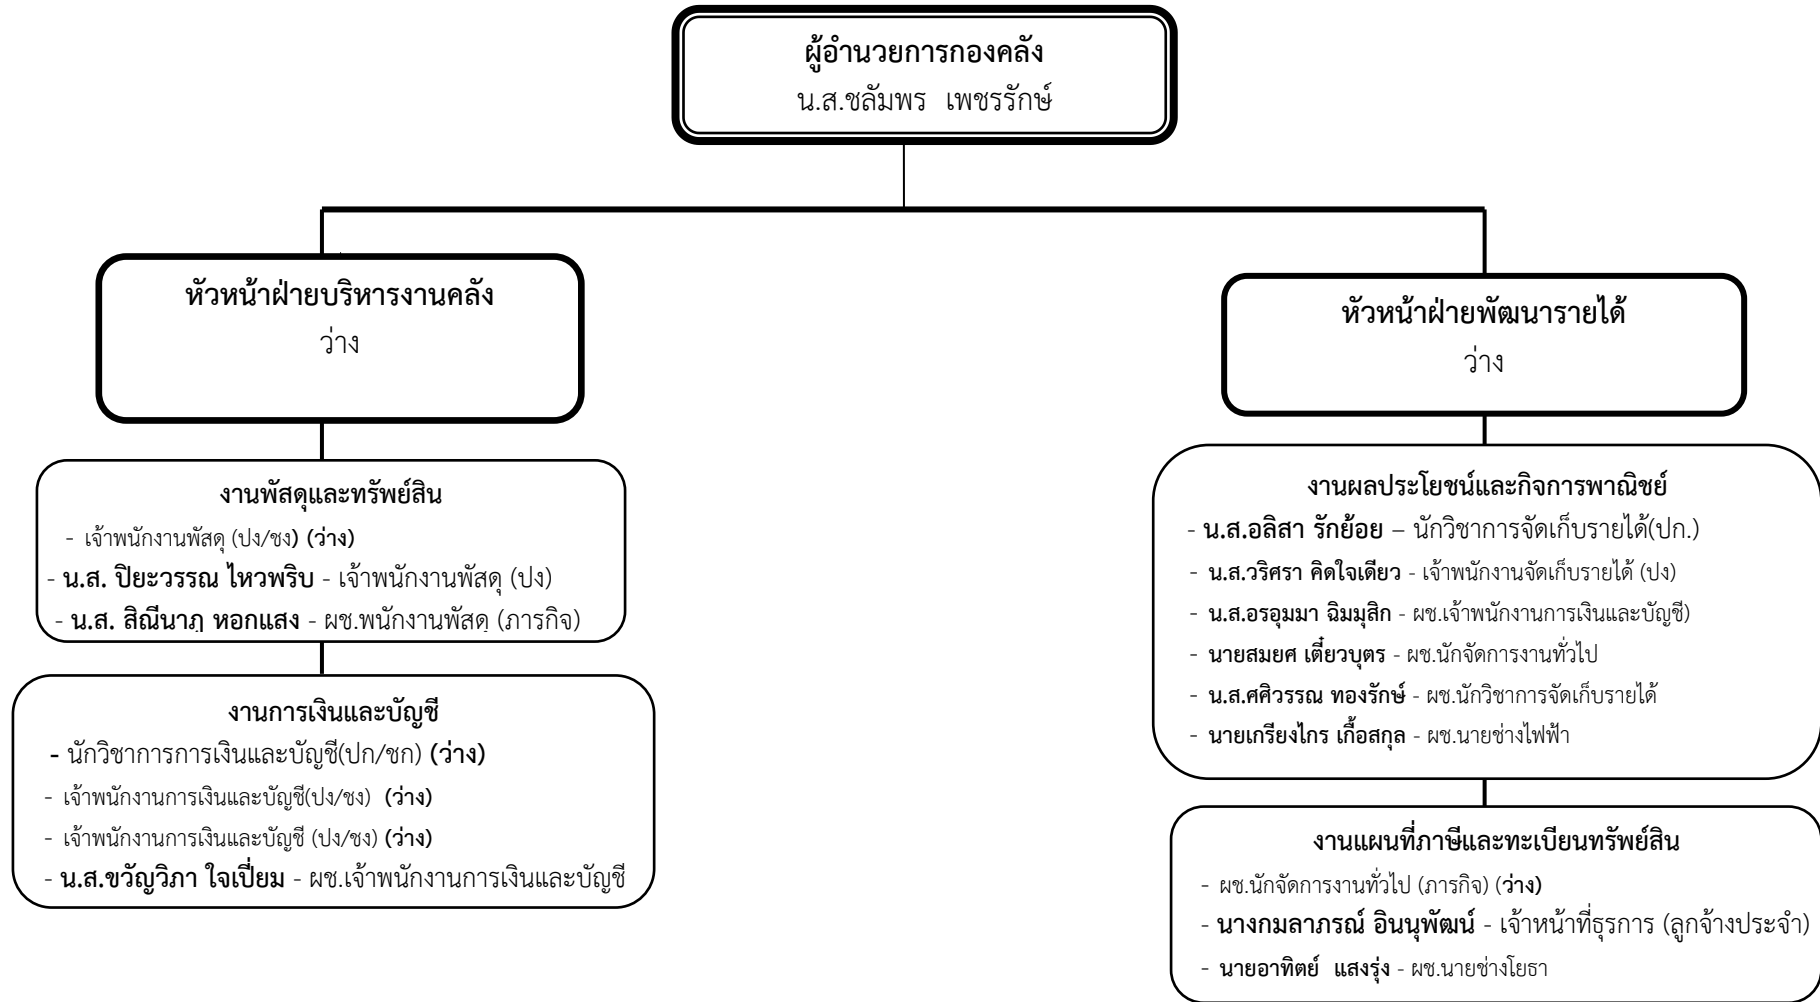 ผู้อำนวยการกองคลัง
น.ส.ชลัมพร เพชรรักษ์
หัวหน้าฝ่ายบริหารงานคลัง
ว่าง
งานพัสดุและทรัพย์สิน
- เจ้าพนักงานพัสดุ (ปง/ชง) (ว่าง)
- น.ส. ปิยะวรรณ ไหวพริบ - เจ้าพนักงานพัสดุ (ปง)
- น.ส. สิณีนาฎ หอกแสง - ผช.พนักงานพัสดุ (ภารกิจ)
งานการเงินและบัญชี
- นักวิชาการการเงินและบัญชี(ปก/ชก) (ว่าง)
- เจ้าพนักงานการเงินและบัญชี(ปง/ชง) (ว่าง)
- เจ้าพนักงานการเงินและบัญชี (ปง/ชง) (ว่าง)
- น.ส.ขวัญวิภา ใจเปี่ยม - ผช.เจ้าพนักงานการเงินและบัญชี
หัวหน้าฝ่ายพัฒนารายได้
ว่าง
งานผลประโยชน์และกิจการพาณิชย์
- น.ส.อลิสา รักย้อย – นักวิชาการจัดเก็บรายได้(ปก.)
- น.ส.วริศรา คิดใจเดียว - เจ้าพนักงานจัดเก็บรายได้ (ปง)
- น.ส.อรอุมมา ฉิมมุสิก - ผช.เจ้าพนักงานการเงินและบัญชี)
- นายสมยศ เตี๋ยวบุตร - ผช.นักจัดการงานทั่วไป
- น.ส.ศศิวรรณ ทองรักษ์ - ผช.นักวิชาการจัดเก็บรายได้
- นายเกรียงไกร เกื้อสกุล - ผช.นายช่างไฟฟ้า
งานแผนที่ภาษีและทะเบียนทรัพย์สิน
- ผช.นักจัดการงานทั่วไป (ภารกิจ) (ว่าง)
- นางกมลาภรณ์ อินนุพัฒน์ - เจ้าหน้าที่ธุรการ (ลูกจ้างประจำ)
- นายอาทิตย์ แสงรุ่ง - ผช.นายช่างโยธา